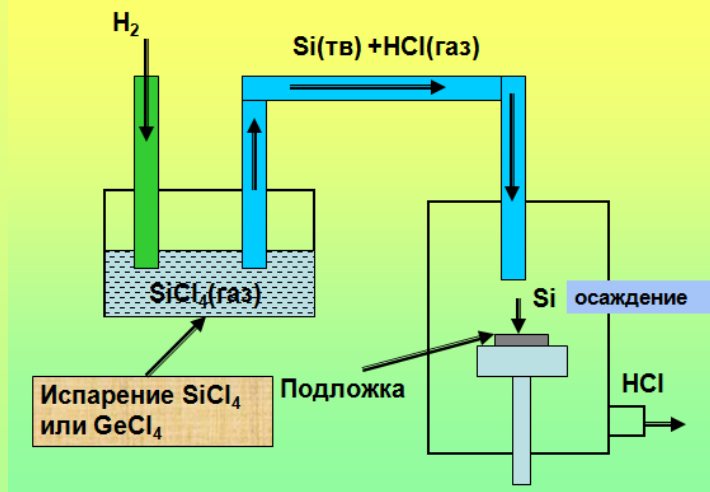 H₂
Si(тв) +HCl(газ)
SiCl₄(газ)
Si
осаждение
Испарение SiCl₄
или GeCl₄
Подложка
HCl